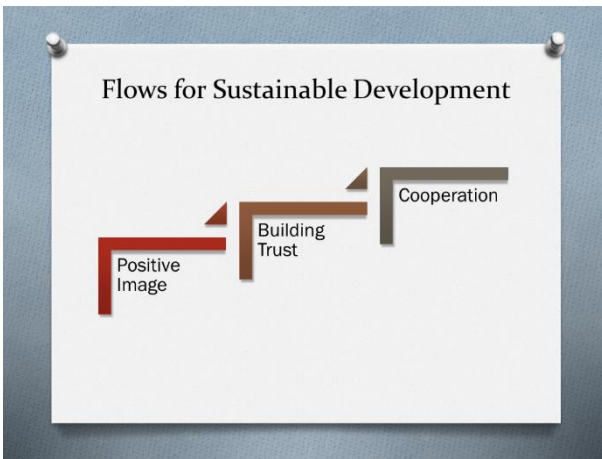 Flows for Sustainable Development
Positive
Image
Building
Trust
Cooperation